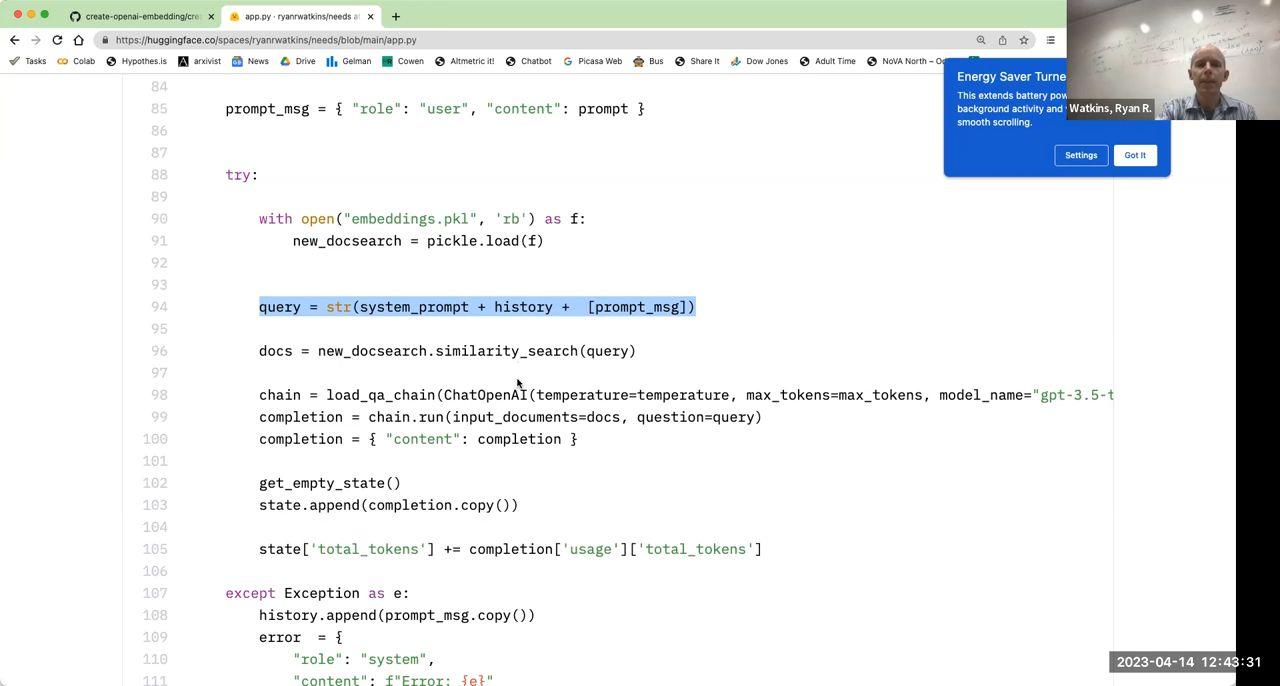 create-openai-embedding/cre
app.py · ryanrwatkins/needs at
https://huggingface.co/spaces/ryanrwatkins/needs/blob/main/app.py
Tasks Colab Hypothes.is arxivist News Drive Gelman Cowen Altmetric it! Chatbot Picasa Web Bus Share It Dow Jones Adult Time NoVA North – Oc
Energy Saver Turne
This extends battery pow
background activity and
smooth scrolling.
Settings Got It
Watkins, Ryan R.
84
85 prompt_msg = { "role": "user", "content": prompt }
86
87
88 try:
89
90 with open("embeddings.pkl", 'rb') as f:
91 new_docsearch = pickle.load(f)
92
93
94 query = str(system_prompt + history +  [prompt_msg])
95
96 docs = new_docsearch.similarity_search(query)
97
98 chain = load_qa_chain(ChatOpenAI(temperature=temperature, max_tokens=max_tokens, model_name="gpt-3.5-t
99 completion = chain.run(input_documents=docs, question=query)
100 completion = { "content": completion }
101
102 get_empty_state()
103 state.append(completion.copy())
104
105 state['total_tokens'] += completion['usage']['total_tokens']
106
107 except Exception as e:
108 history.append(prompt_msg.copy())
109 error  = {
110 "role": "system",
111 "content": f"Error: {e}"
2023-04-14 12:43:31